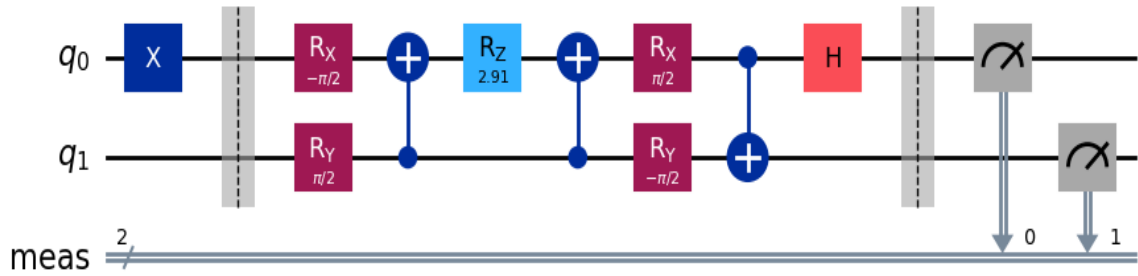 q0 X RX −π/2 RZ 2.91 RX π/2 H
q1 RY π/2 RY −π/2
meas 2 0 1